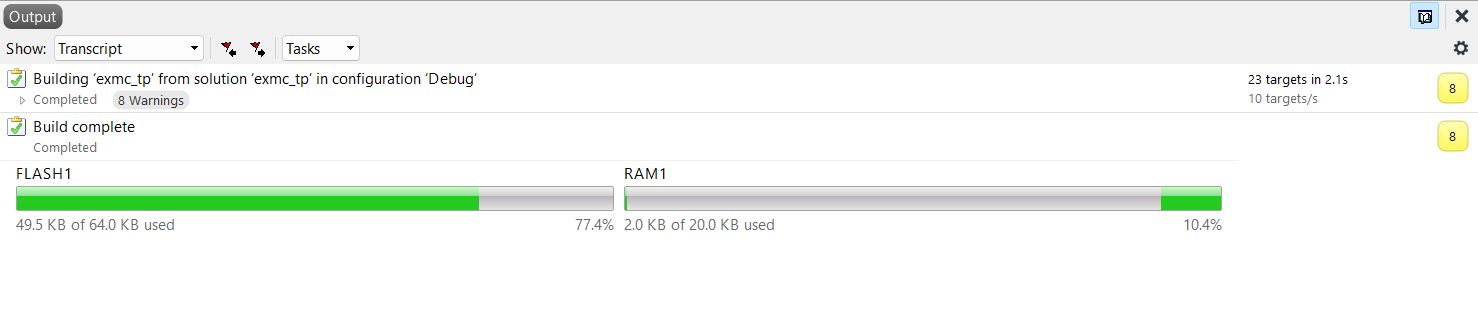 Output
Show: Transcript Tasks
Building ‘exmc_tp’ from solution ‘exmc_tp’ in configuration ‘Debug’ 23 targets in 2.1s 8
Completed 8 Warnings 10 targets/s
Build complete 8
Completed
FLASH1 RAM1
49.5 KB of 64.0 KB used 77.4% 2.0 KB of 20.0 KB used 10.4%